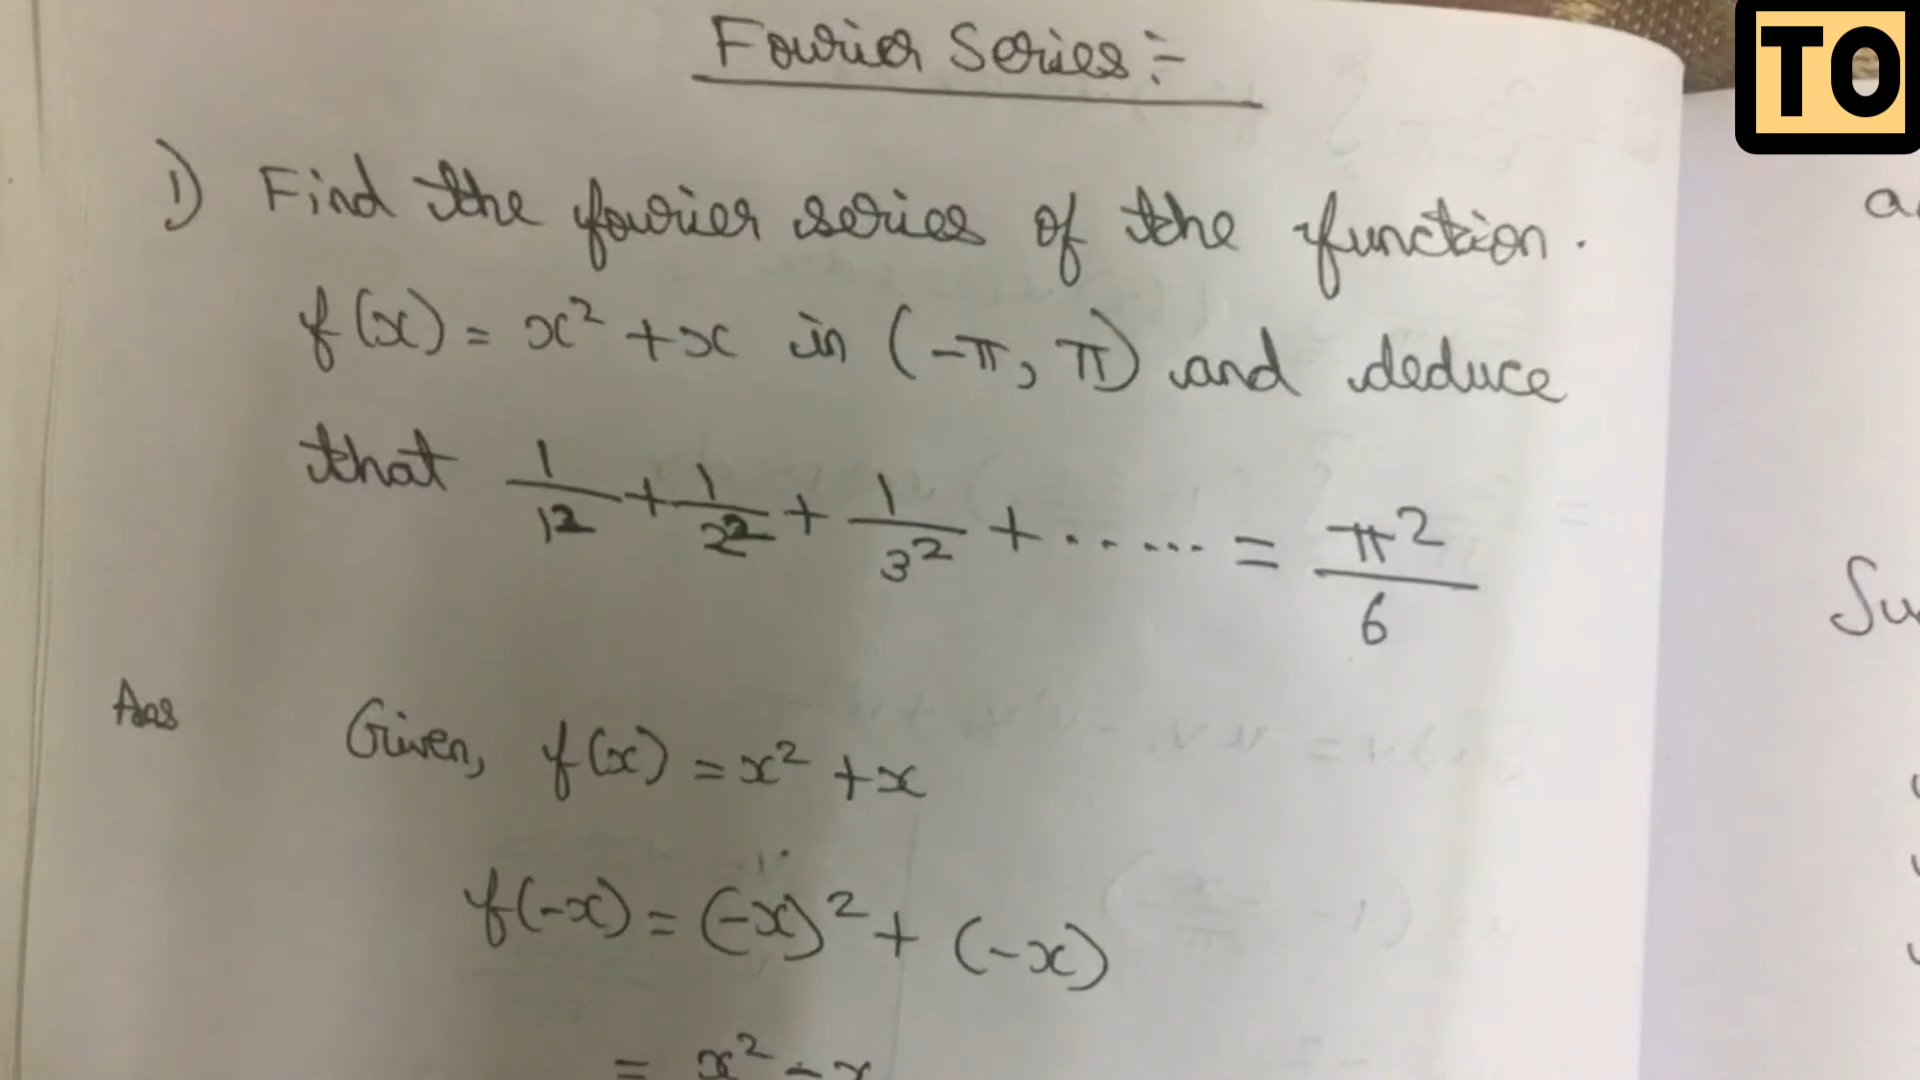 TO
Fourier Series :-
1) Find the fourier series of the function.
f(x) = x² + x in (-π, π) and deduce
that 1/1² + 1/2² + 1/3² + ...... = π²/6
Ans Given, f(x) = x² + x
f(-x) = (-x)² + (-x)
= x² - x